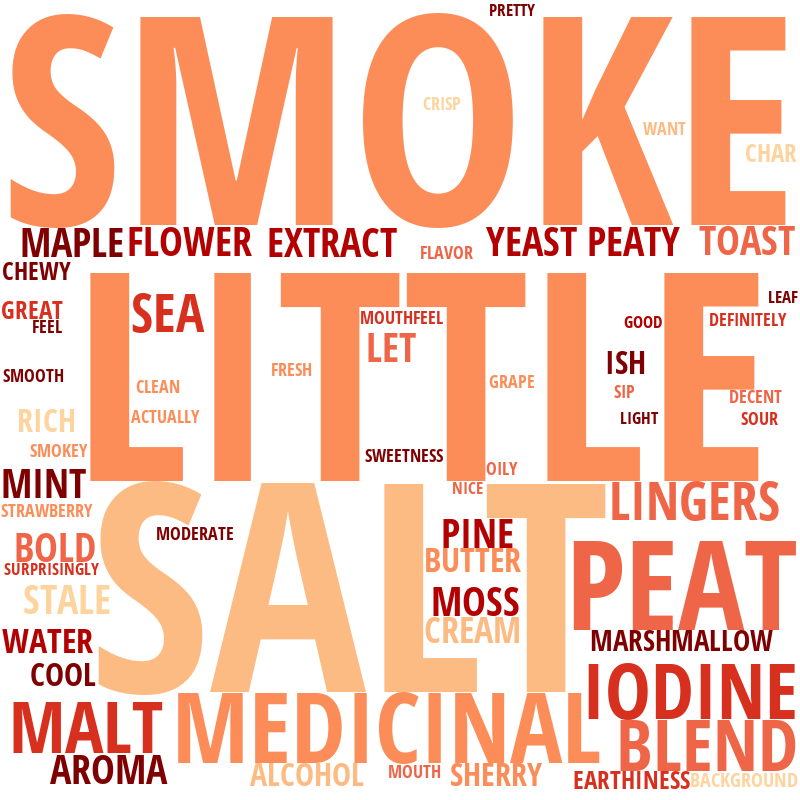 PRETTY
SMOKE
CRISP
WANT
CHAR
MAPLE FLOWER EXTRACT FLAVOR YEAST PEATY TOAST
CHEWY
LITTLE
LEAF
GREAT SEA MOUTHFEEL GOOD DEFINITELY
FEEL
LET
ISH
SMOOTH CLEAN FRESH GRAPE
SIP DECENT
RICH ACTUALLY LIGHT SOUR
SMOKEY SWEETNESS
OILY
MINT NICE
SALT
LINGERS
STRAWBERRY
MODERATE PINE
BOLD BUTTER PEAT
SURPRISINGLY
STALE MOSS
CREAM
WATER MARSHMALLOW
COOL
IODINE
MALT MEDICINAL BLEND
AROMA ALCOHOL MOUTH SHERRY EARTHINESS BACKGROUND